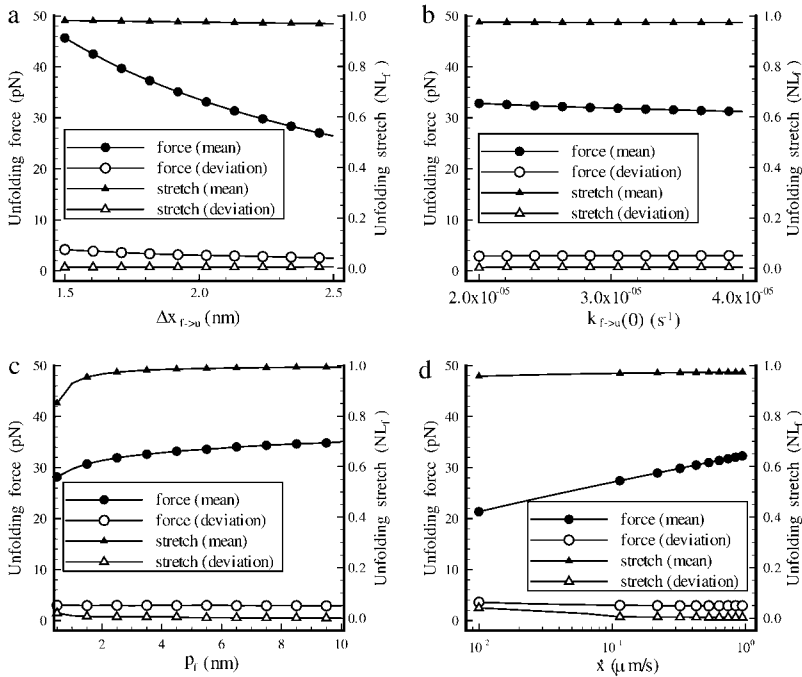 a
Unfolding force (pN)
50
40
30
20
10
0
force (mean)
force (deviation)
stretch (mean)
stretch (deviation)
1.0
0.8
0.6
0.4
0.2
0.0
Unfolding stretch (NL_f)
1.5 2.0 2.5
Δx_f->u (nm)
b
Unfolding force (pN)
50
40
30
20
10
0
force (mean)
force (deviation)
stretch (mean)
stretch (deviation)
1.0
0.8
0.6
0.4
0.2
0.0
Unfolding stretch (NL_f)
2.0x10⁻⁰⁵ 3.0x10⁻⁰⁵ 4.0x10⁻⁰⁵
k_f->u(0) (s⁻¹)
c
Unfolding force (pN)
50
40
30
20
10
0
force (mean)
force (deviation)
stretch (mean)
stretch (deviation)
1.0
0.8
0.6
0.4
0.2
0.0
Unfolding stretch (NL_f)
2 4 6 8 10
p_f (nm)
d
Unfolding force (pN)
50
40
30
20
10
0
force (mean)
force (deviation)
stretch (mean)
stretch (deviation)
1.0
0.8
0.6
0.4
0.2
0.0
Unfolding stretch (NL_f)
10⁻² 10⁻¹ 10⁰
ẋ (μm/s)